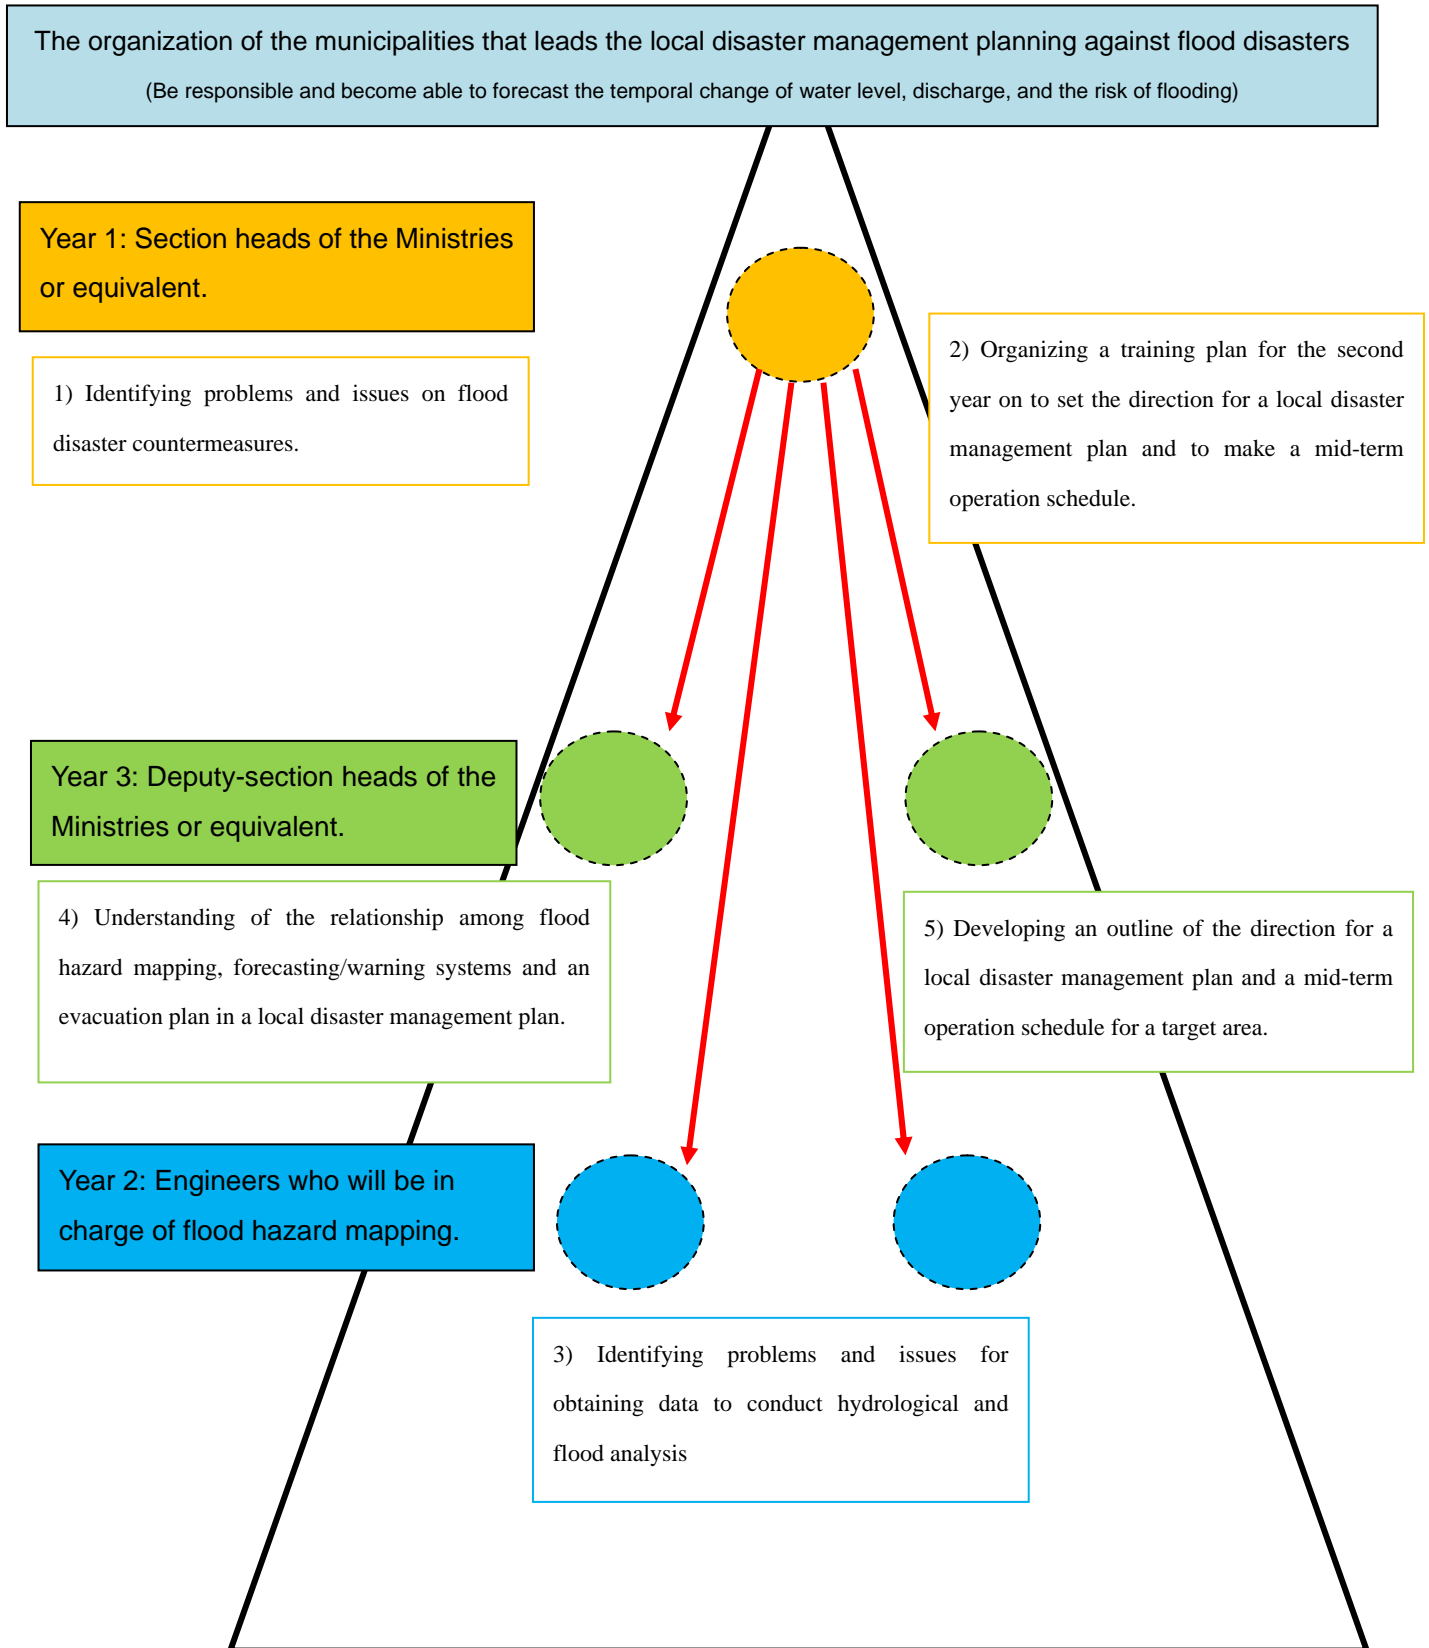 The organization of the municipalities that leads the local disaster management planning against flood disasters
(Be responsible and become able to forecast the temporal change of water level, discharge, and the risk of flooding)
Year 1: Section heads of the Ministries
or equivalent.
1) Identifying problems and issues on flood
disaster countermeasures.
2) Organizing a training plan for the second
year on to set the direction for a local disaster
management plan and to make a mid-term
operation schedule.
Year 3: Deputy-section heads of the
Ministries or equivalent.
4) Understanding of the relationship among flood
hazard mapping, forecasting/warning systems and an
evacuation plan in a local disaster management plan.
5) Developing an outline of the direction for a
local disaster management plan and a mid-term
operation schedule for a target area.
Year 2: Engineers who will be in
charge of flood hazard mapping.
3) Identifying problems and issues for
obtaining data to conduct hydrological and
flood analysis